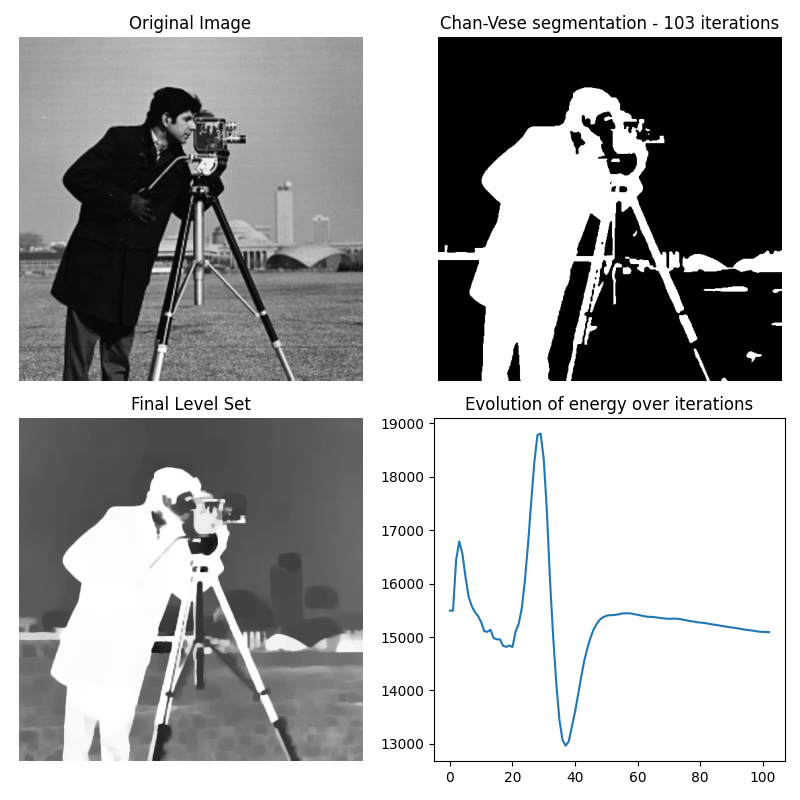 Original Image
Chan-Vese segmentation - 103 iterations
Final Level Set
Evolution of energy over iterations
19000
18000
17000
16000
15000
14000
13000
0 20 40 60 80 100